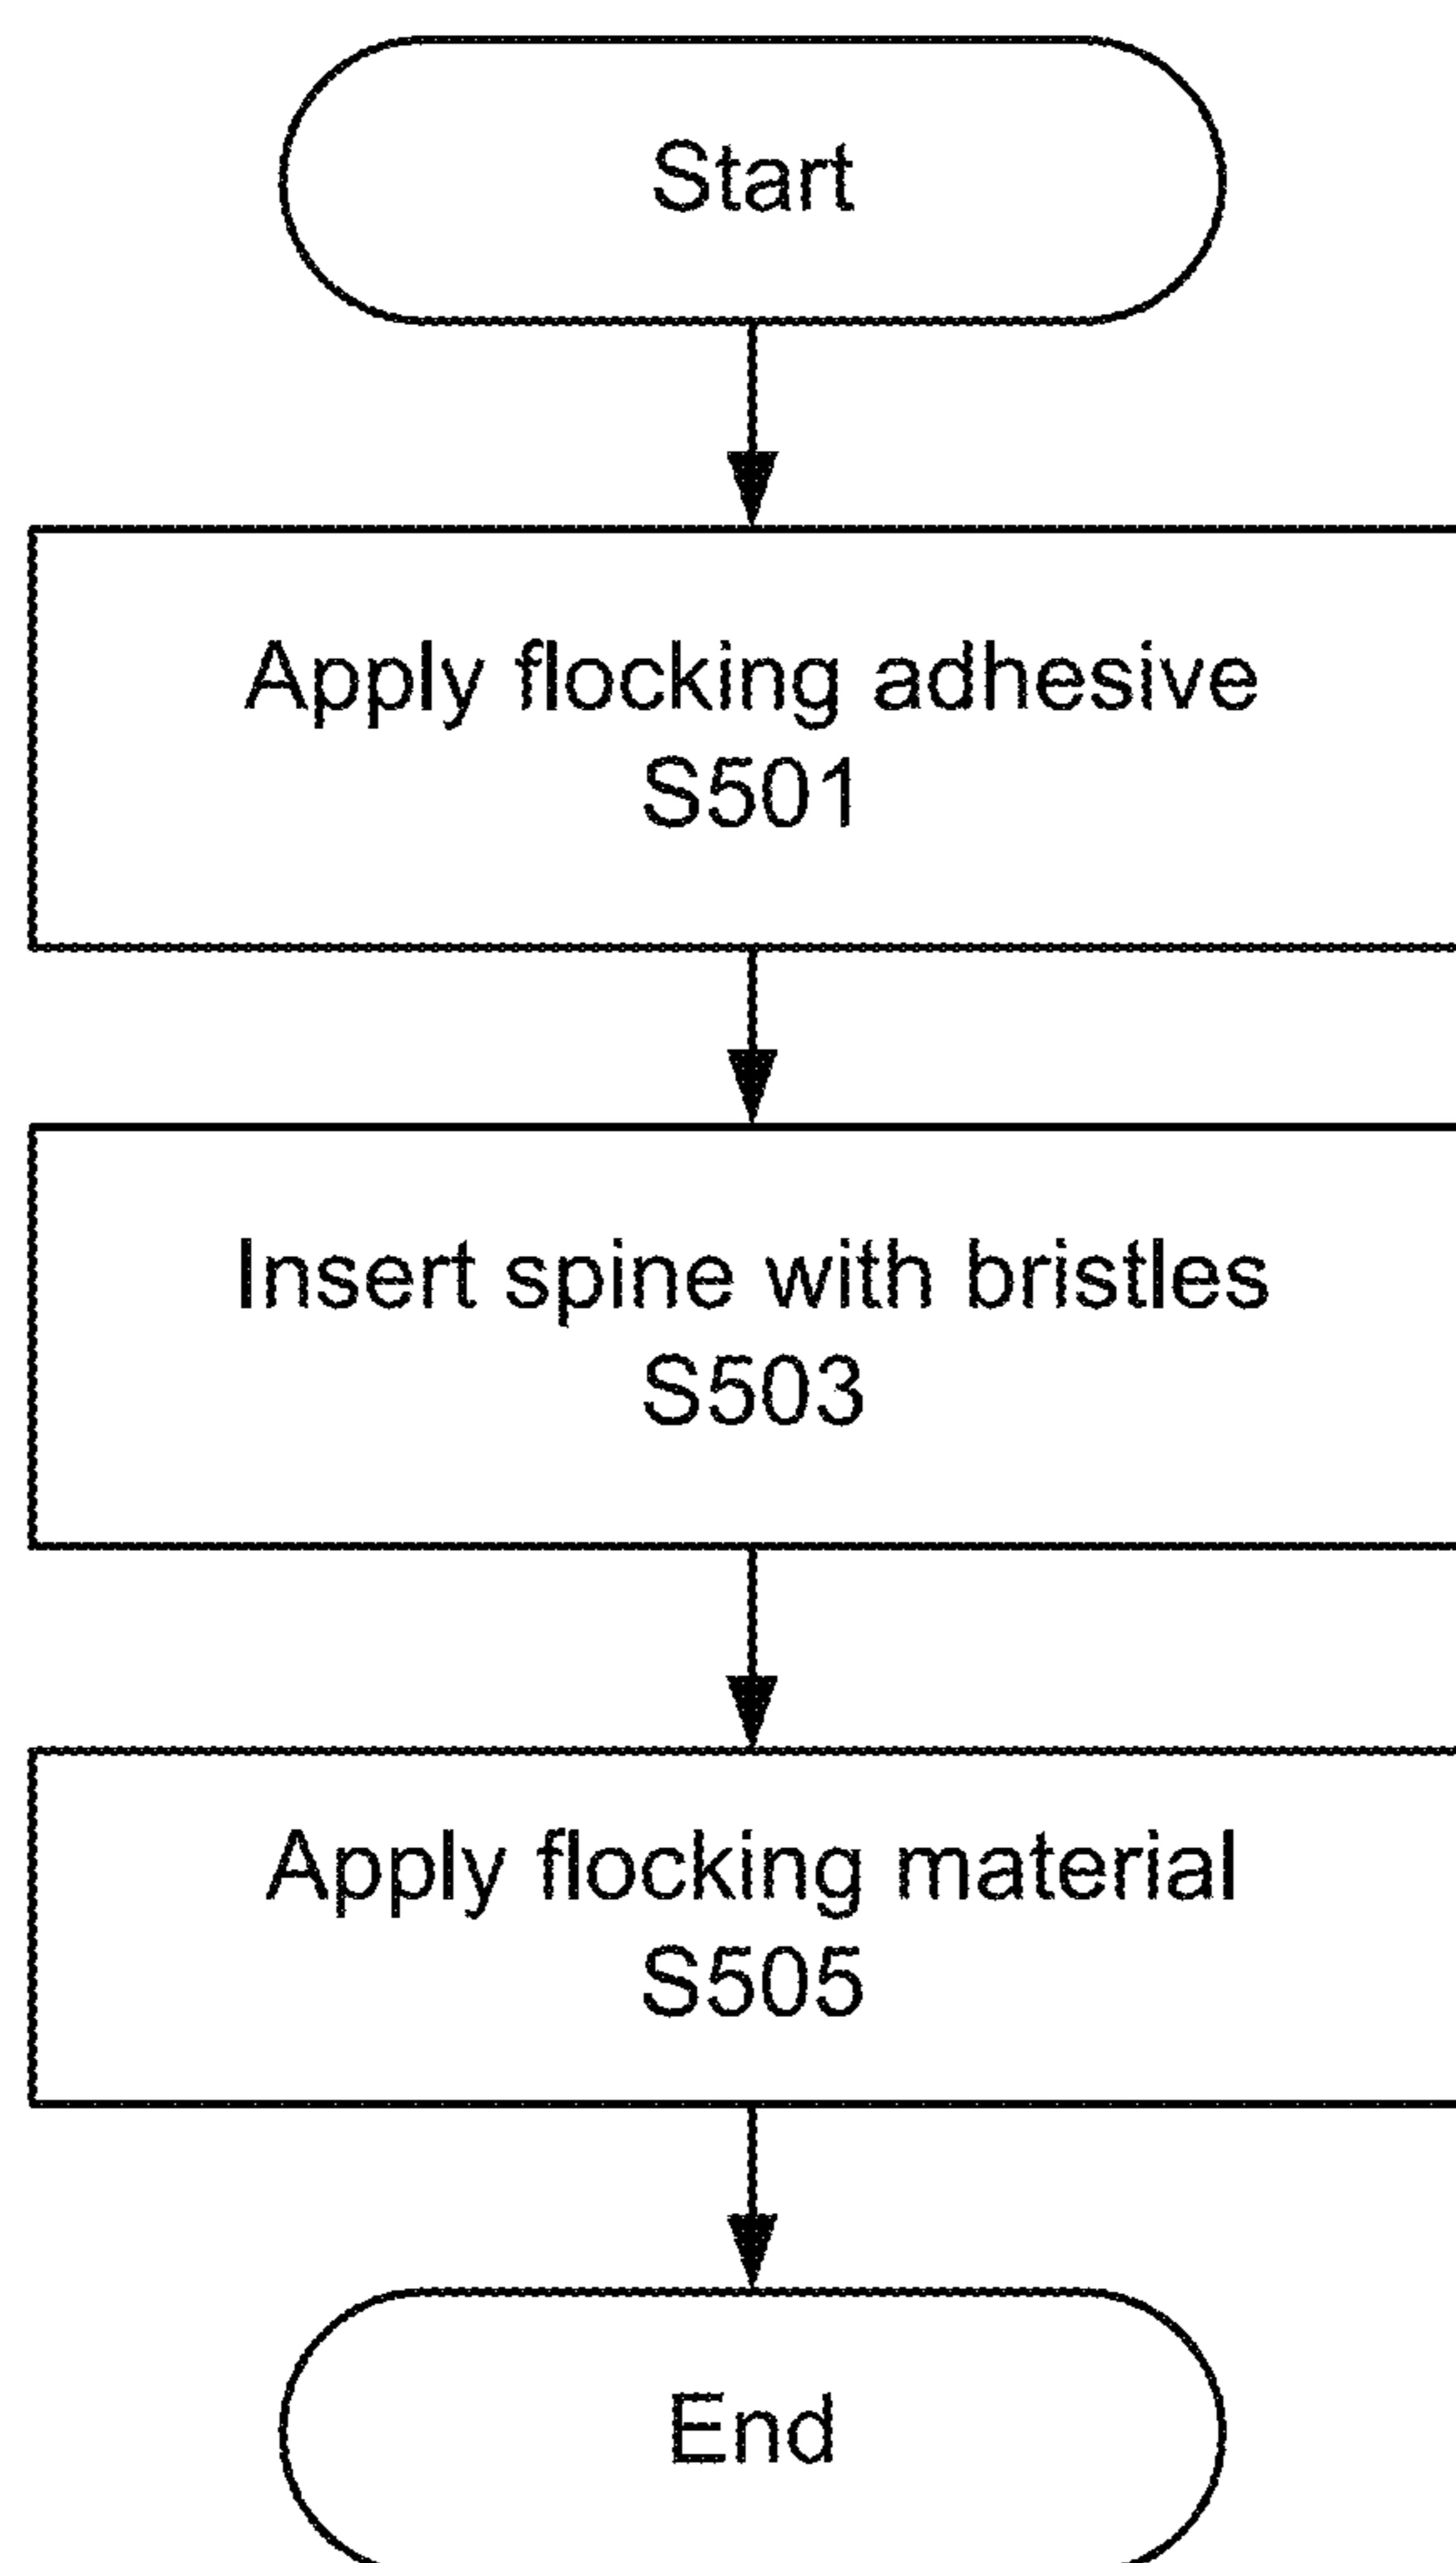 Start
Apply flocking adhesive
S501
Insert spine with bristles
S503
Apply flocking material
S505
End